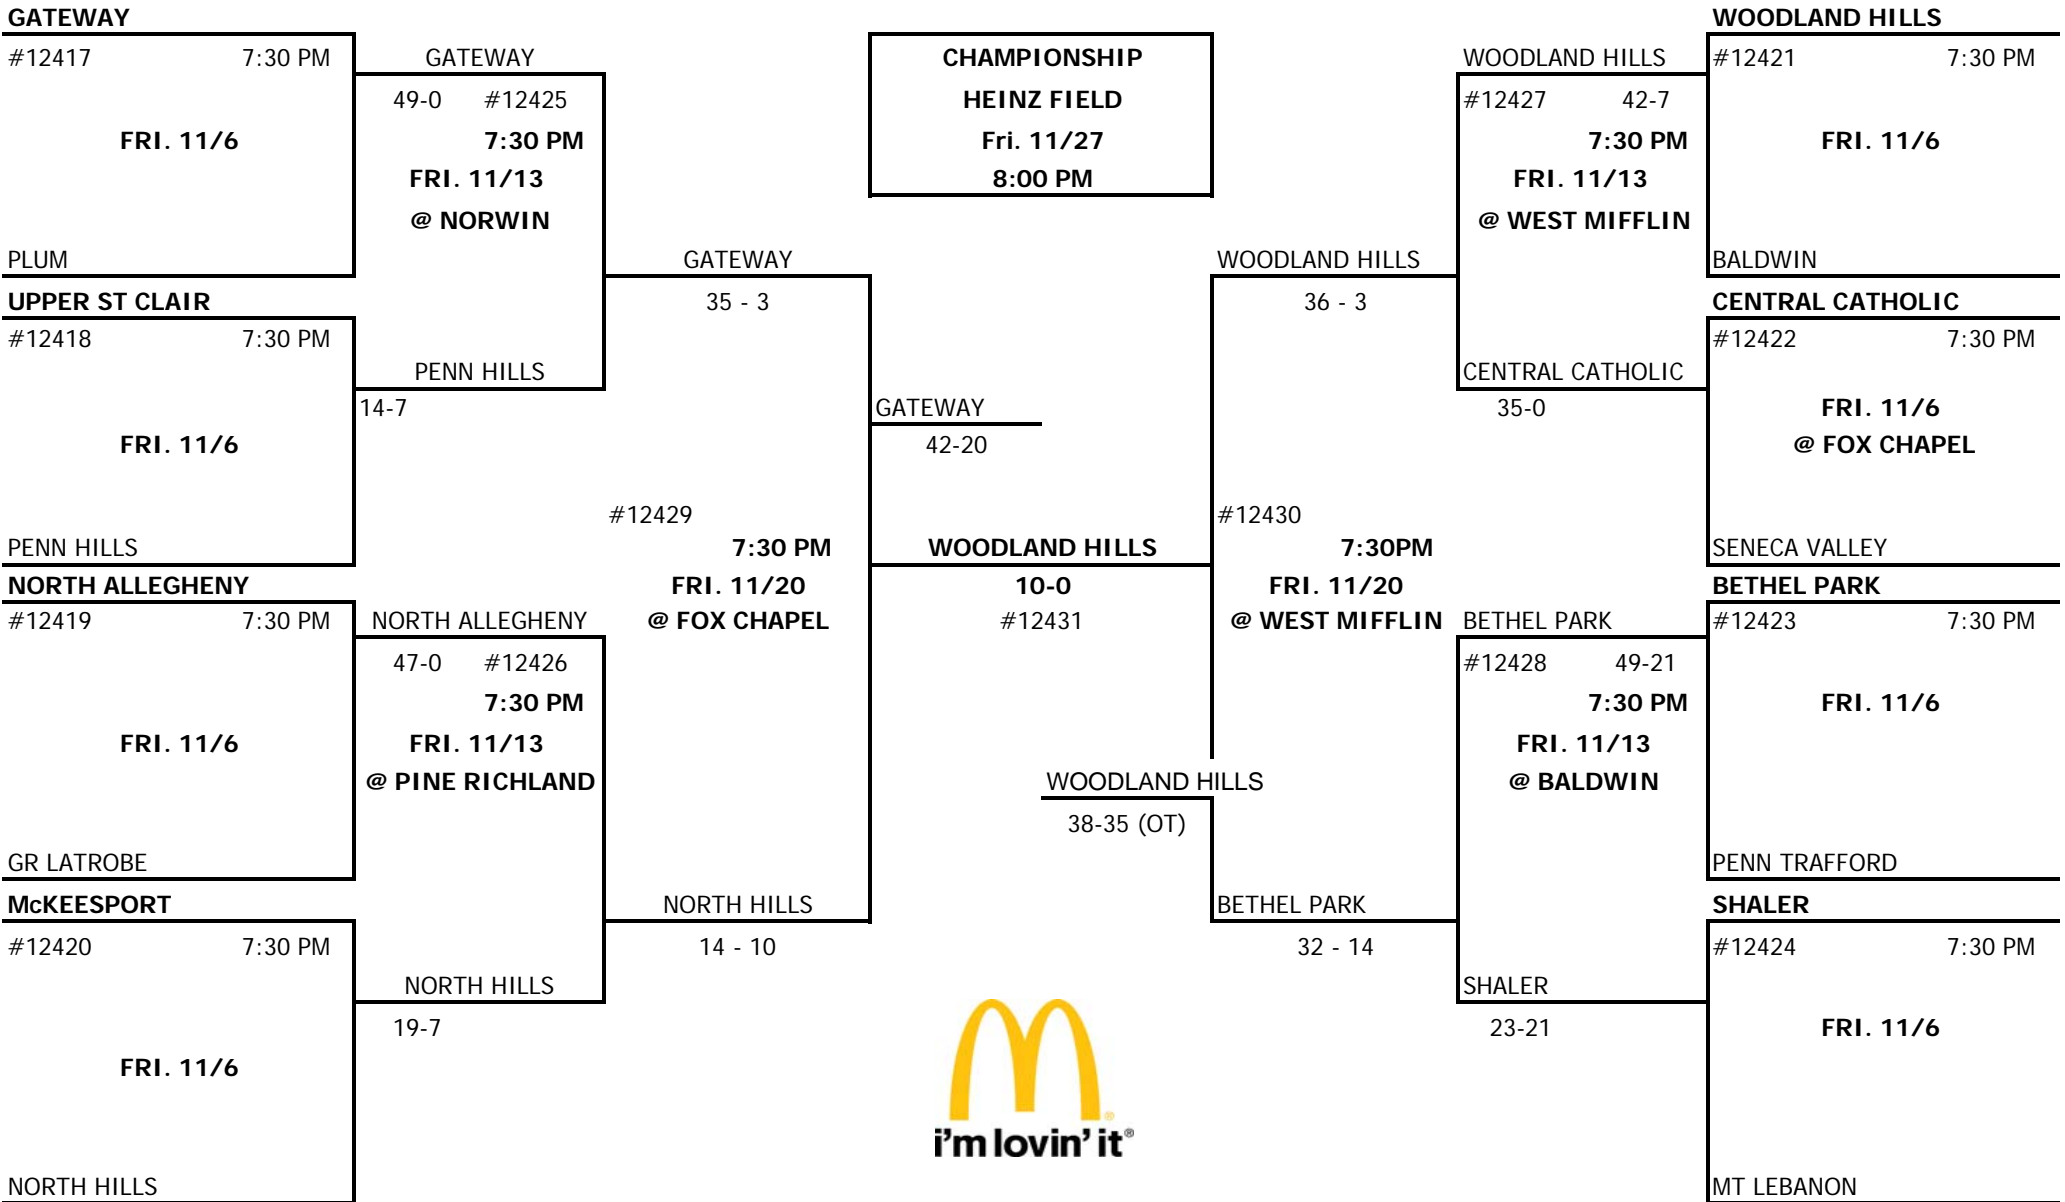 GATEWAY
#12417 7:30 PM
FRI. 11/6
PLUM
UPPER ST CLAIR
#12418 7:30 PM
FRI. 11/6
PENN HILLS
NORTH ALLEGHENY
#12419 7:30 PM
FRI. 11/6
GR LATROBE
McKEESPORT
#12420 7:30 PM
FRI. 11/6
NORTH HILLS
GATEWAY
49-0 #12425
7:30 PM
FRI. 11/13
@ NORWIN
PENN HILLS
14-7
NORTH ALLEGHENY
47-0 #12426
7:30 PM
FRI. 11/13
@ PINE RICHLAND
NORTH HILLS
19-7
GATEWAY
35 - 3
#12429
7:30 PM
FRI. 11/20
@ FOX CHAPEL
NORTH HILLS
14 - 10
CHAMPIONSHIP
HEINZ FIELD
Fri. 11/27
8:00 PM
GATEWAY
42-20
WOODLAND HILLS
10-0
#12431
WOODLAND HILLS
38-35 (OT)
i'm lovin' it®
WOODLAND HILLS
36 - 3
#12430
7:30PM
FRI. 11/20
@ WEST MIFFLIN
BETHEL PARK
32 - 14
WOODLAND HILLS
#12427 42-7
7:30 PM
FRI. 11/13
@ WEST MIFFLIN
CENTRAL CATHOLIC
35-0
BETHEL PARK
#12428 49-21
7:30 PM
FRI. 11/13
@ BALDWIN
SHALER
23-21
WOODLAND HILLS
#12421 7:30 PM
FRI. 11/6
BALDWIN
CENTRAL CATHOLIC
#12422 7:30 PM
FRI. 11/6
@ FOX CHAPEL
SENECA VALLEY
BETHEL PARK
#12423 7:30 PM
FRI. 11/6
PENN TRAFFORD
SHALER
#12424 7:30 PM
FRI. 11/6
MT LEBANON